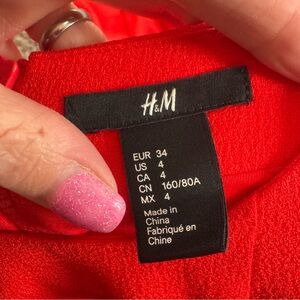 H&M
EUR 34
US 4
CA 4
CN 160/80A
MX 4
Made in
China
Fabriqué en
Chine